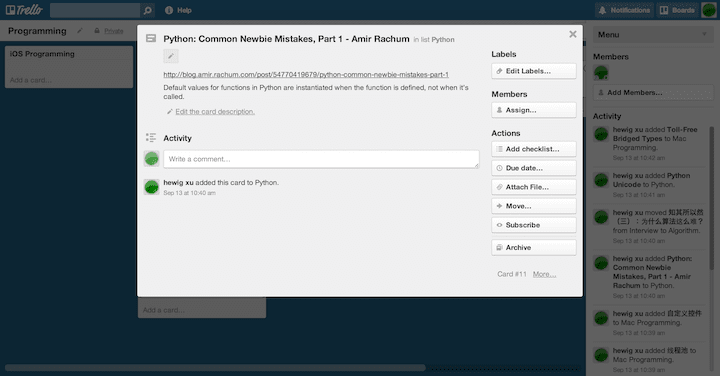 Trello
Help
Notifications
Boards
Programming
Private
Menu
iOS Programming
Add a card…
Python: Common Newbie Mistakes, Part 1 - Amir Rachum in list Python
http://blog.amir.rachum.com/post/54770419679/python-common-newbie-mistakes-part-1
Default values for functions in Python are instantiated when the function is defined, not when it's
called.
Edit the card description.
Activity
Write a comment…
hewig xu added this card to Python.
Sep 13 at 10:40 am
Labels
Edit Labels…
Members
Assign…
Actions
Add checklist…
Due date…
Attach File…
Move…
Subscribe
Archive
Card #11 More…
Add a card…
Members
Add Members…
Activity
hewig xu added Toll-Free
Bridged Types to Mac
Programming.
Sep 13 at 10:43 am
hewig xu added Python
Unicode to Python.
Sep 13 at 10:41 am
hewig xu moved 知其所以然
（三）：为什么算法这么难？
from Interview to Algorithm.
Sep 13 at 10:41 am
hewig xu added Python:
Common Newbie
Mistakes, Part 1 - Amir
Rachum to Python.
Sep 13 at 10:40 am
hewig xu added 自定义控件
to Mac Programming.
Sep 13 at 10:39 am
hewig xu added 线程池 to
Mac Programming.